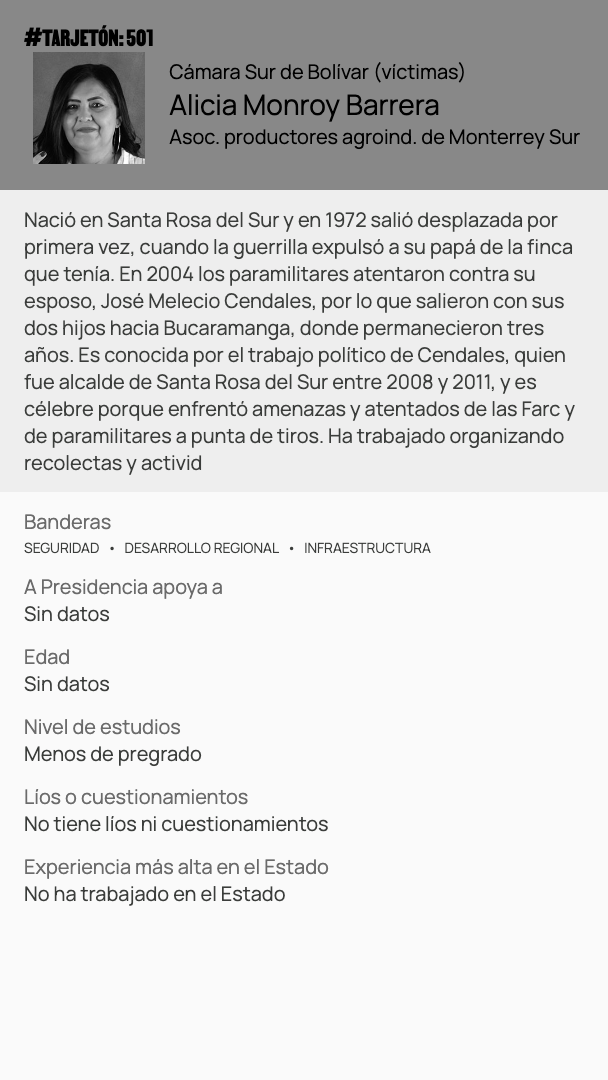 #TARJETÓN: 501
Cámara Sur de Bolívar (víctimas)
Alicia Monroy Barrera
Asoc. productores agroind. de Monterrey Sur
Nació en Santa Rosa del Sur y en 1972 salió desplazada por
primera vez, cuando la guerrilla expulsó a su papá de la finca
que tenía. En 2004 los paramilitares atentaron contra su
esposo, José Melecio Cendales, por lo que salieron con sus
dos hijos hacia Bucaramanga, donde permanecieron tres
años. Es conocida por el trabajo político de Cendales, quien
fue alcalde de Santa Rosa del Sur entre 2008 y 2011, y es
célebre porque enfrentó amenazas y atentados de las Farc y
de paramilitares a punta de tiros. Ha trabajado organizando
recolectas y activid
Banderas
SEGURIDAD • DESARROLLO REGIONAL • INFRAESTRUCTURA
A Presidencia apoya a
Sin datos
Edad
Sin datos
Nivel de estudios
Menos de pregrado
Líos o cuestionamientos
No tiene líos ni cuestionamientos
Experiencia más alta en el Estado
No ha trabajado en el Estado